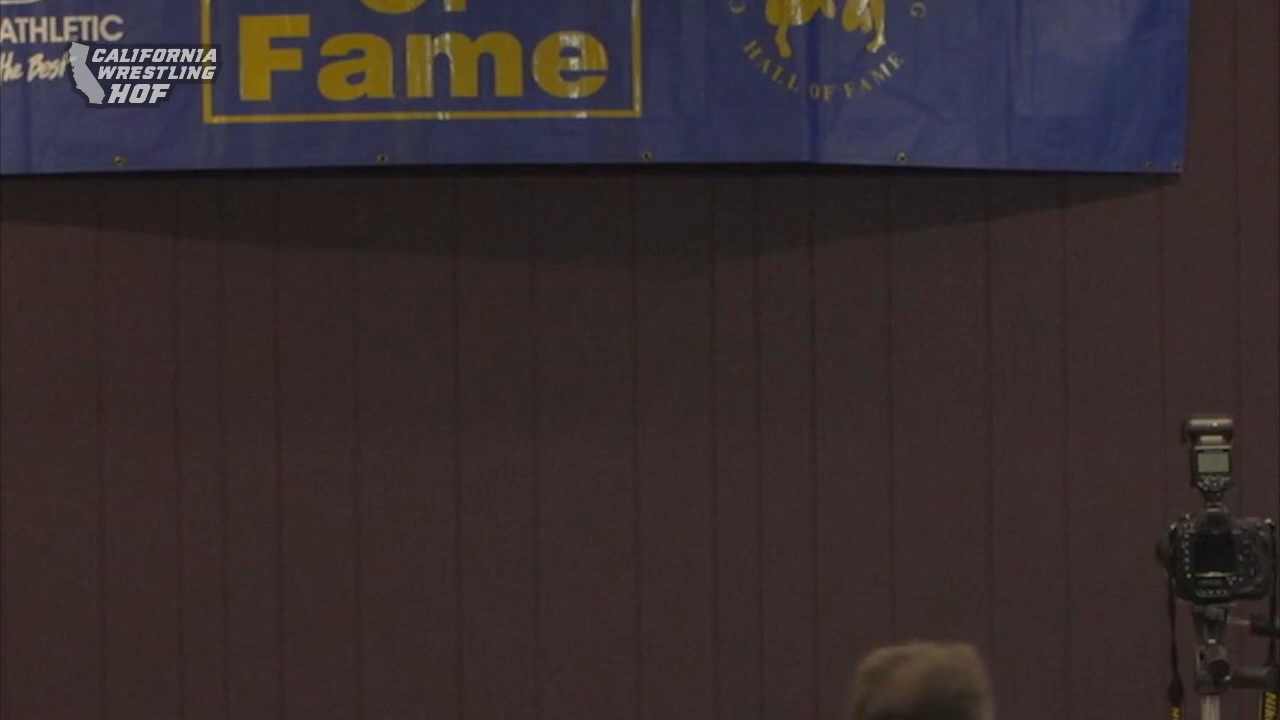 ATHLETIC
the Best
CALIFORNIA
WRESTLING
HOF
Fame
HALL OF FAME